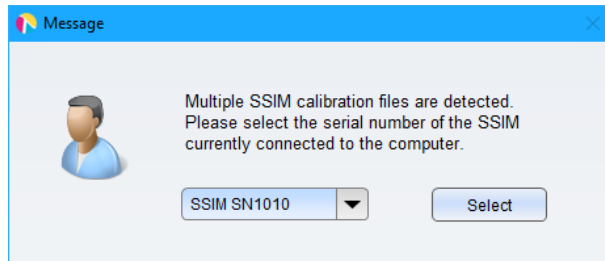 Message
Multiple SSIM calibration files are detected.
Please select the serial number of the SSIM
currently connected to the computer.
SSIM SN1010
Select